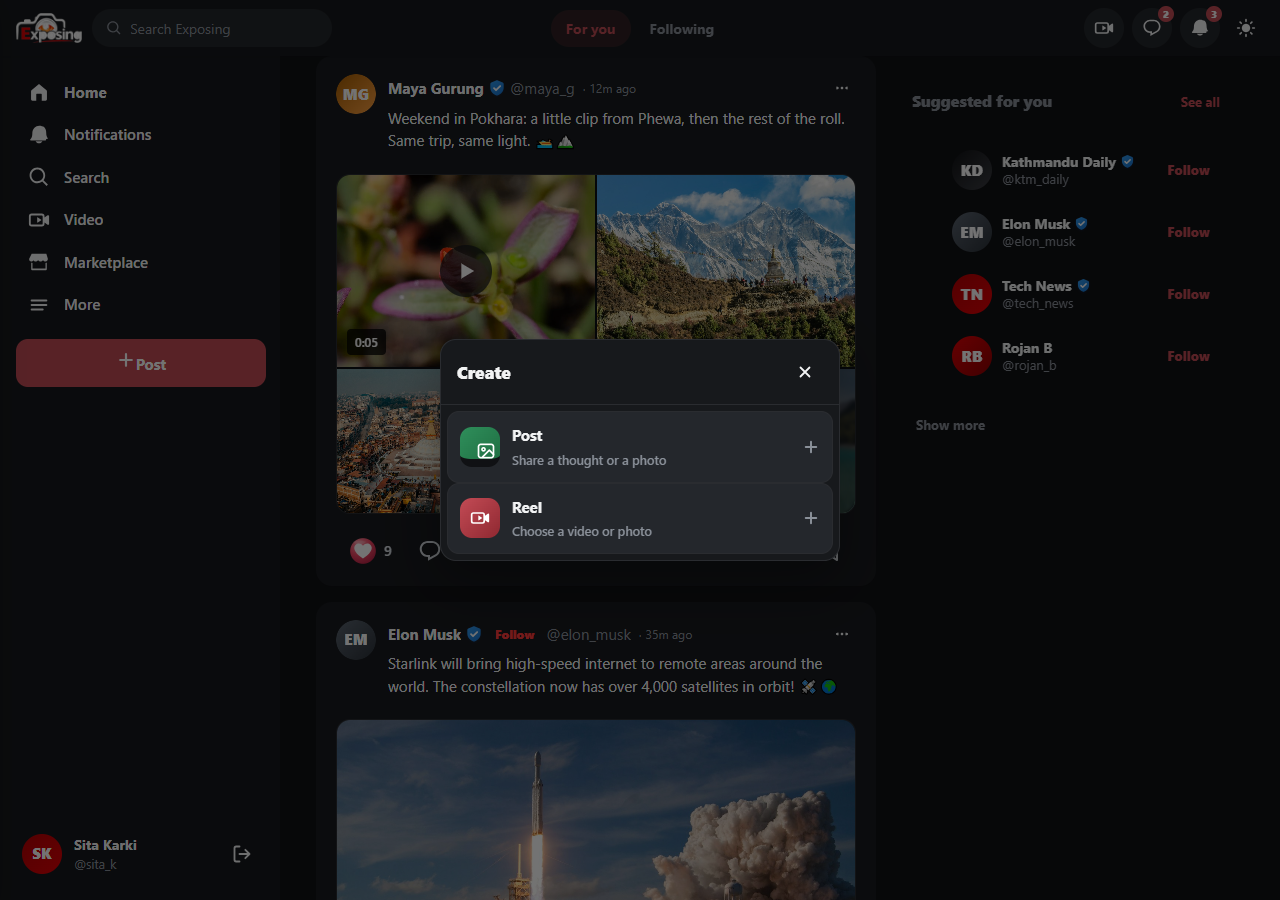 Exposing
Search Exposing
For you
Following
2
3
Home
Notifications
Search
Video
Marketplace
More
Post
SK
Sita Karki
@sita_k
MG
Maya Gurung @maya_g · 12m ago
Weekend in Pokhara: a little clip from Phewa, then the rest of the roll.
Same trip, same light.
0:05
9
Create
Post
Share a thought or a photo
Reel
Choose a video or photo
EM
Elon Musk Follow @elon_musk · 35m ago
Starlink will bring high-speed internet to remote areas around the
world. The constellation now has over 4,000 satellites in orbit!
Suggested for you
See all
KD
Kathmandu Daily
@ktm_daily
Follow
EM
Elon Musk
@elon_musk
Follow
TN
Tech News
@tech_news
Follow
RB
Rojan B
@rojan_b
Follow
Show more